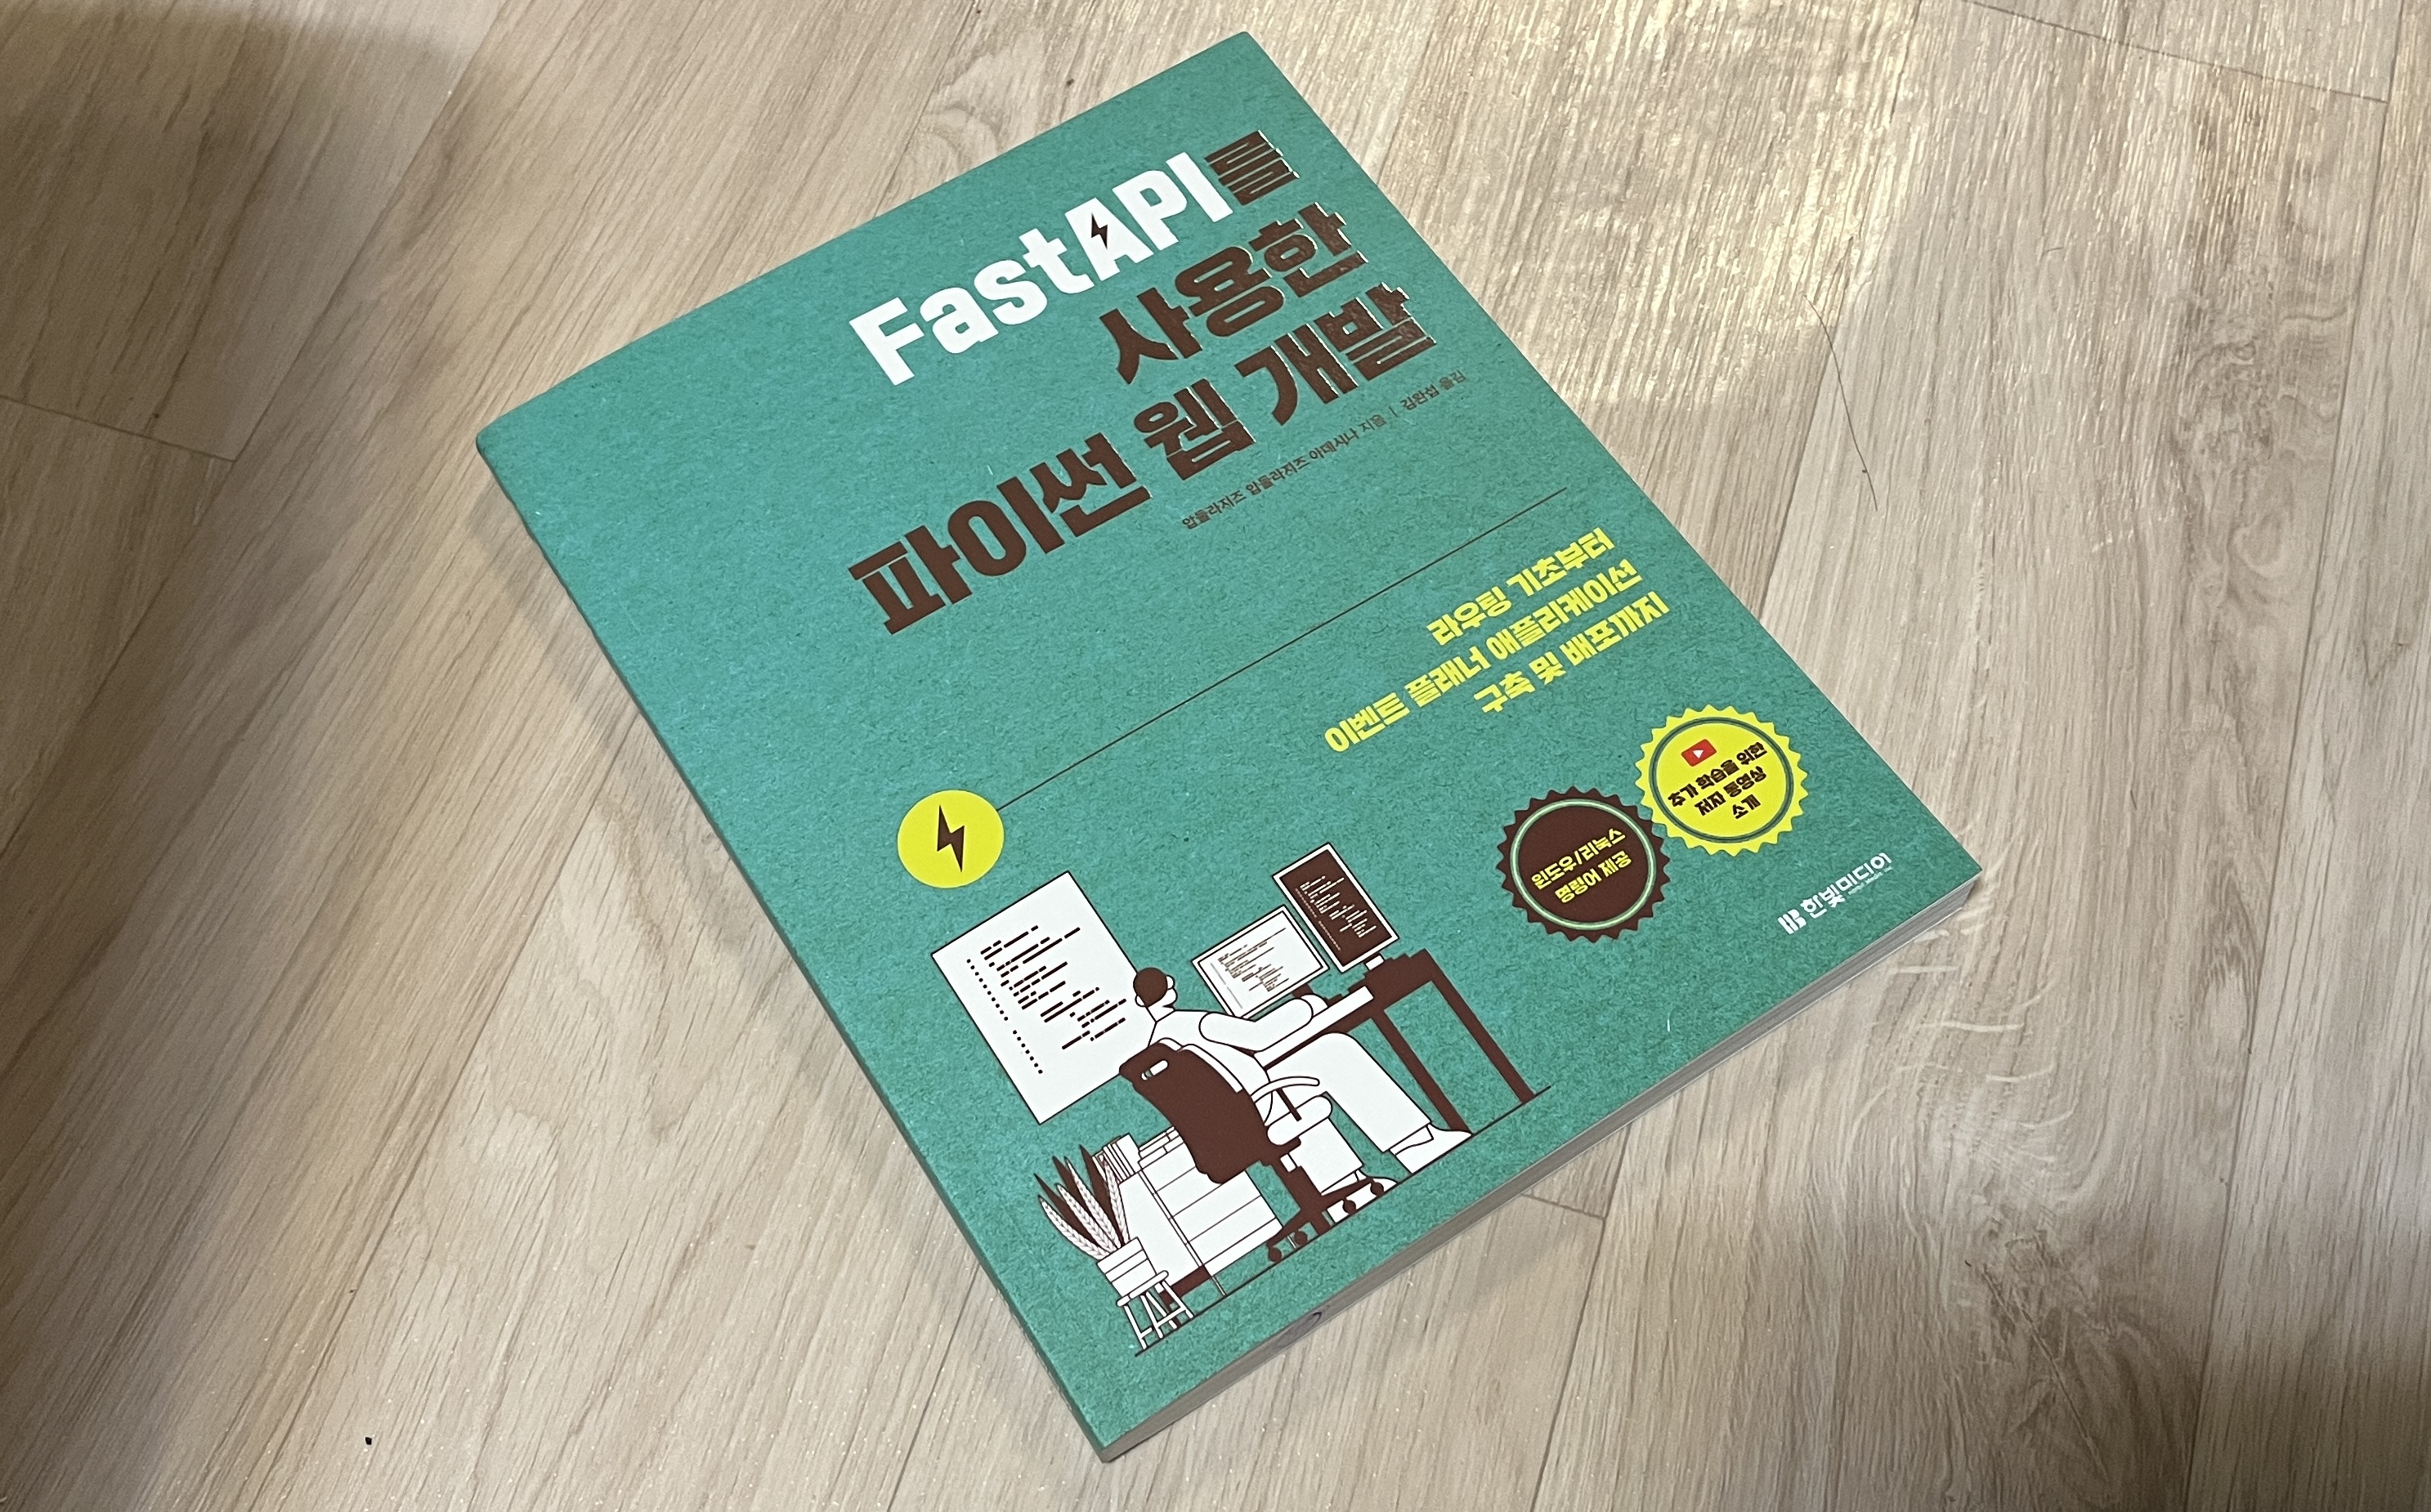 FastAPI를
사용한
파이썬 웹 개발
압둘라지즈 압둘라지즈 아데시나 지음 | 김완섭 옮김
라우팅 기초부터
이벤트 플래너 애플리케이션
구축 및 배포까지
추가 학습을 위한
저자 동영상
소개
윈도우/리눅스
명령어 제공
한빛미디어